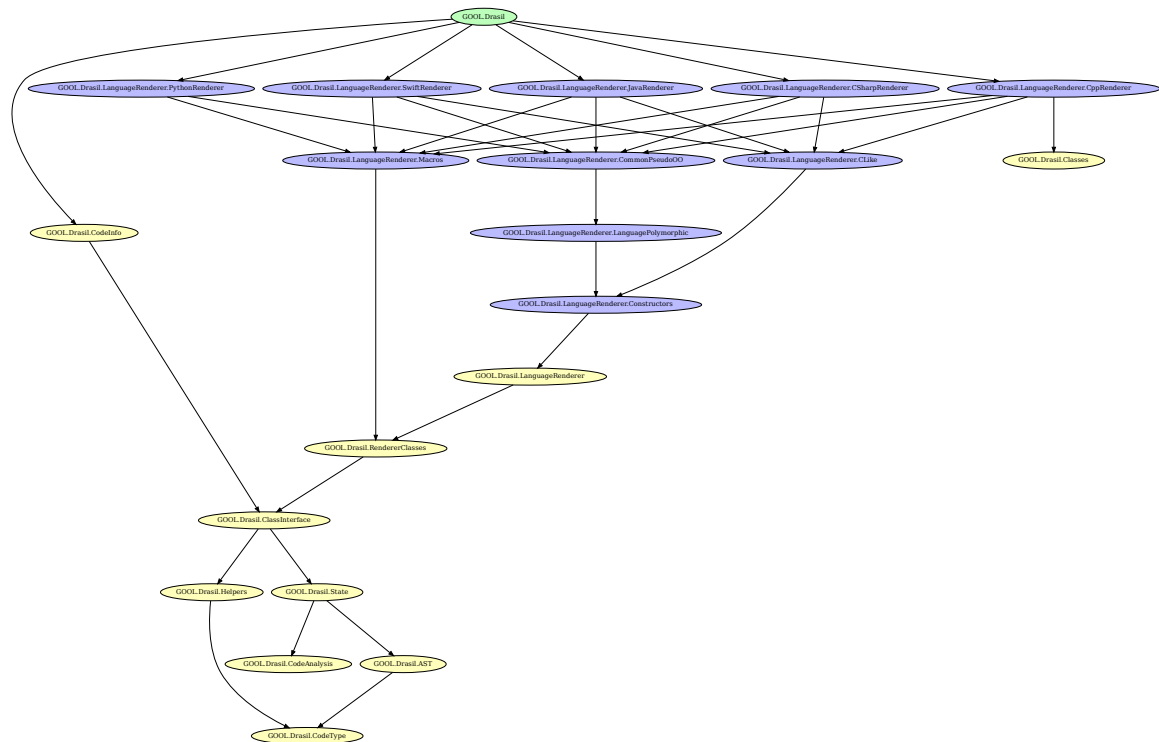 GOOL.Drasil
GOOL.Drasil.LanguageRenderer.PythonRenderer
GOOL.Drasil.LanguageRenderer.SwiftRenderer
GOOL.Drasil.LanguageRenderer.JavaRenderer
GOOL.Drasil.LanguageRenderer.CSharpRenderer
GOOL.Drasil.LanguageRenderer.CppRenderer
GOOL.Drasil.LanguageRenderer.Macros
GOOL.Drasil.LanguageRenderer.CommonPseudoOO
GOOL.Drasil.LanguageRenderer.CLike
GOOL.Drasil.Classes
GOOL.Drasil.CodeInfo
GOOL.Drasil.LanguageRenderer.LanguagePolymorphic
GOOL.Drasil.LanguageRenderer.Constructors
GOOL.Drasil.LanguageRenderer
GOOL.Drasil.RendererClasses
GOOL.Drasil.ClassInterface
GOOL.Drasil.Helpers
GOOL.Drasil.State
GOOL.Drasil.CodeAnalysis
GOOL.Drasil.AST
GOOL.Drasil.CodeType